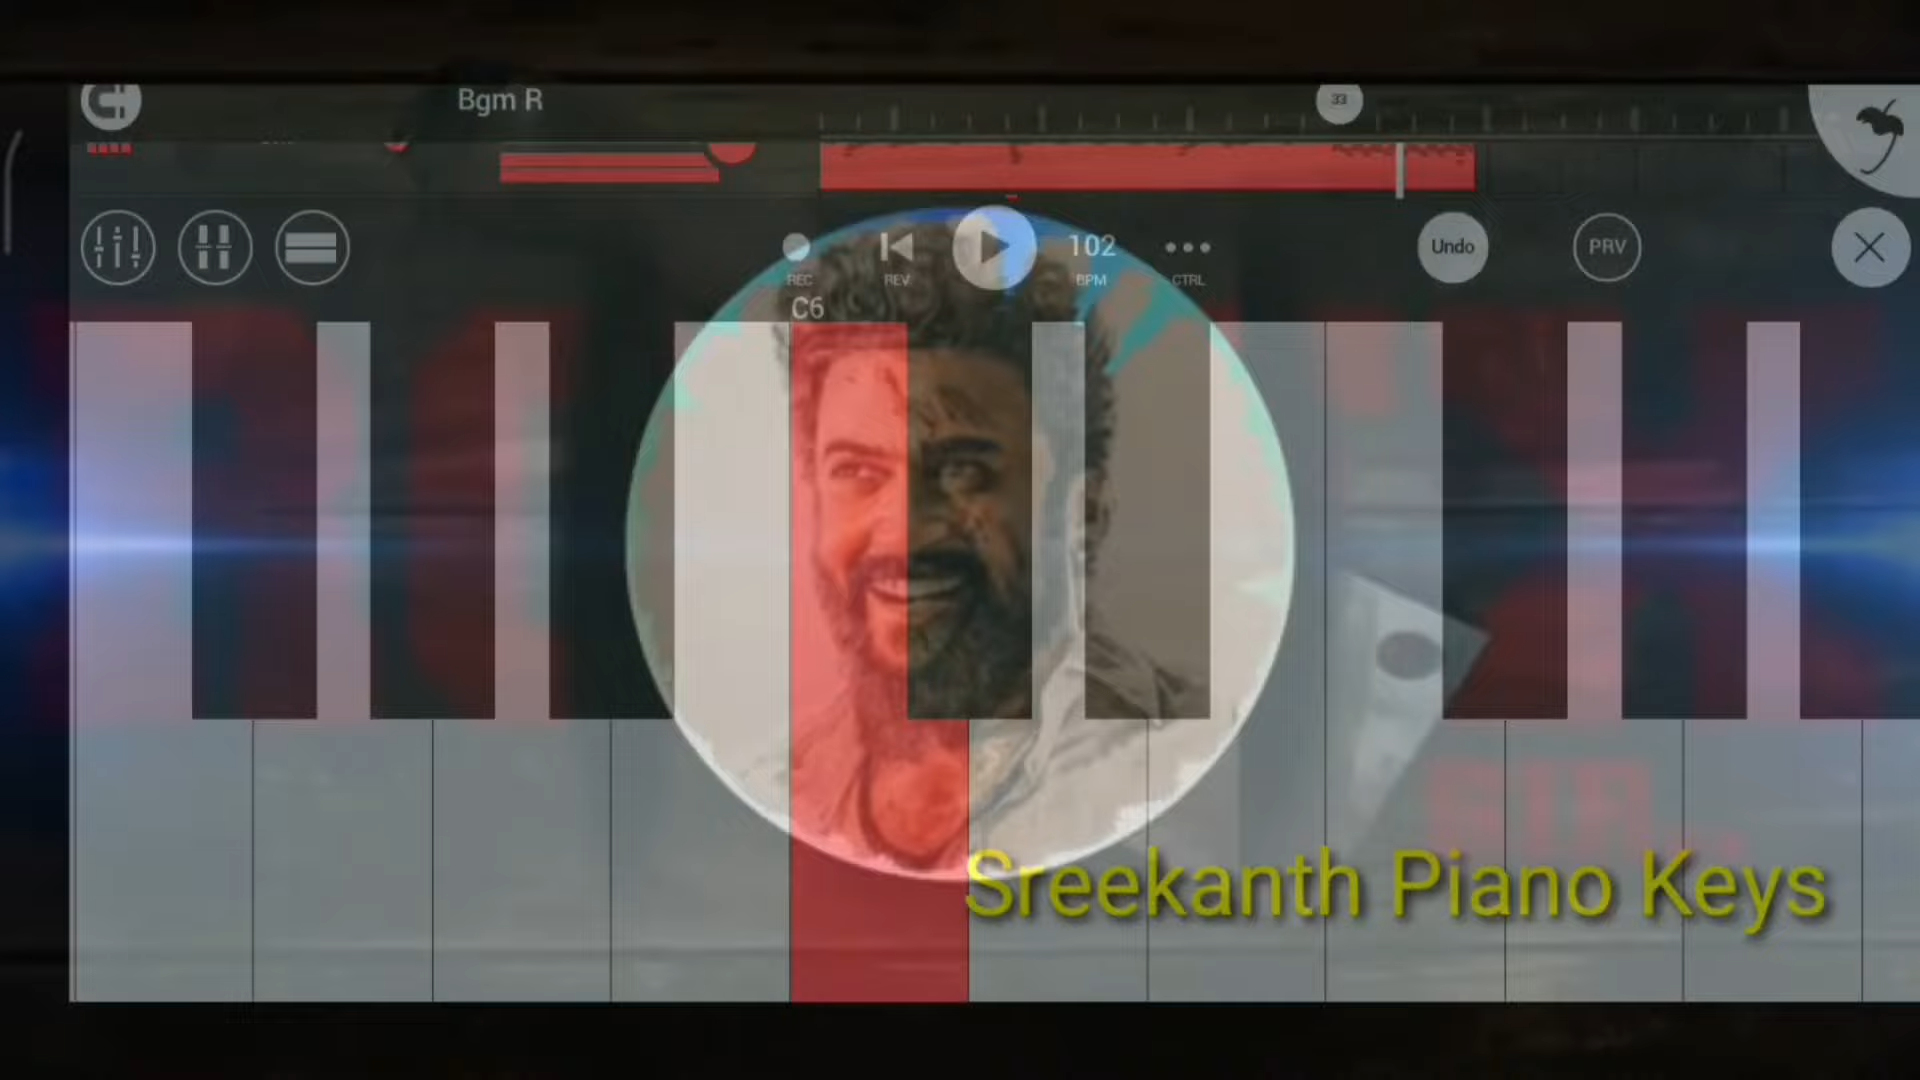 Bgm R
33
102
Undo
PRV
REC
REV
BPM
CTRL
C6
Sreekanth Piano Keys